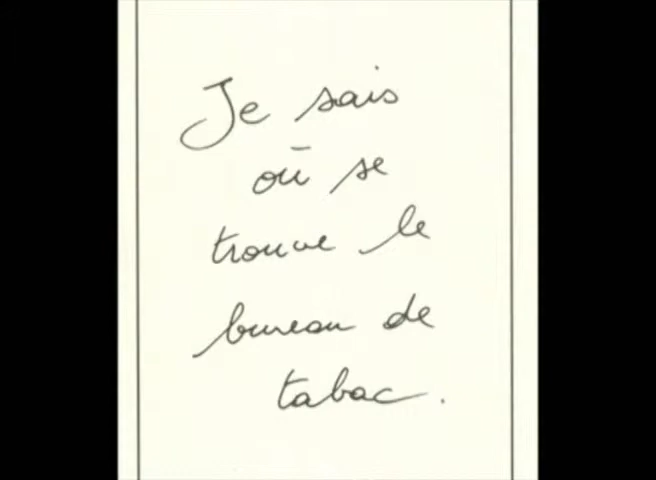 Je sais
où se
trouve le
bureau de
tabac.